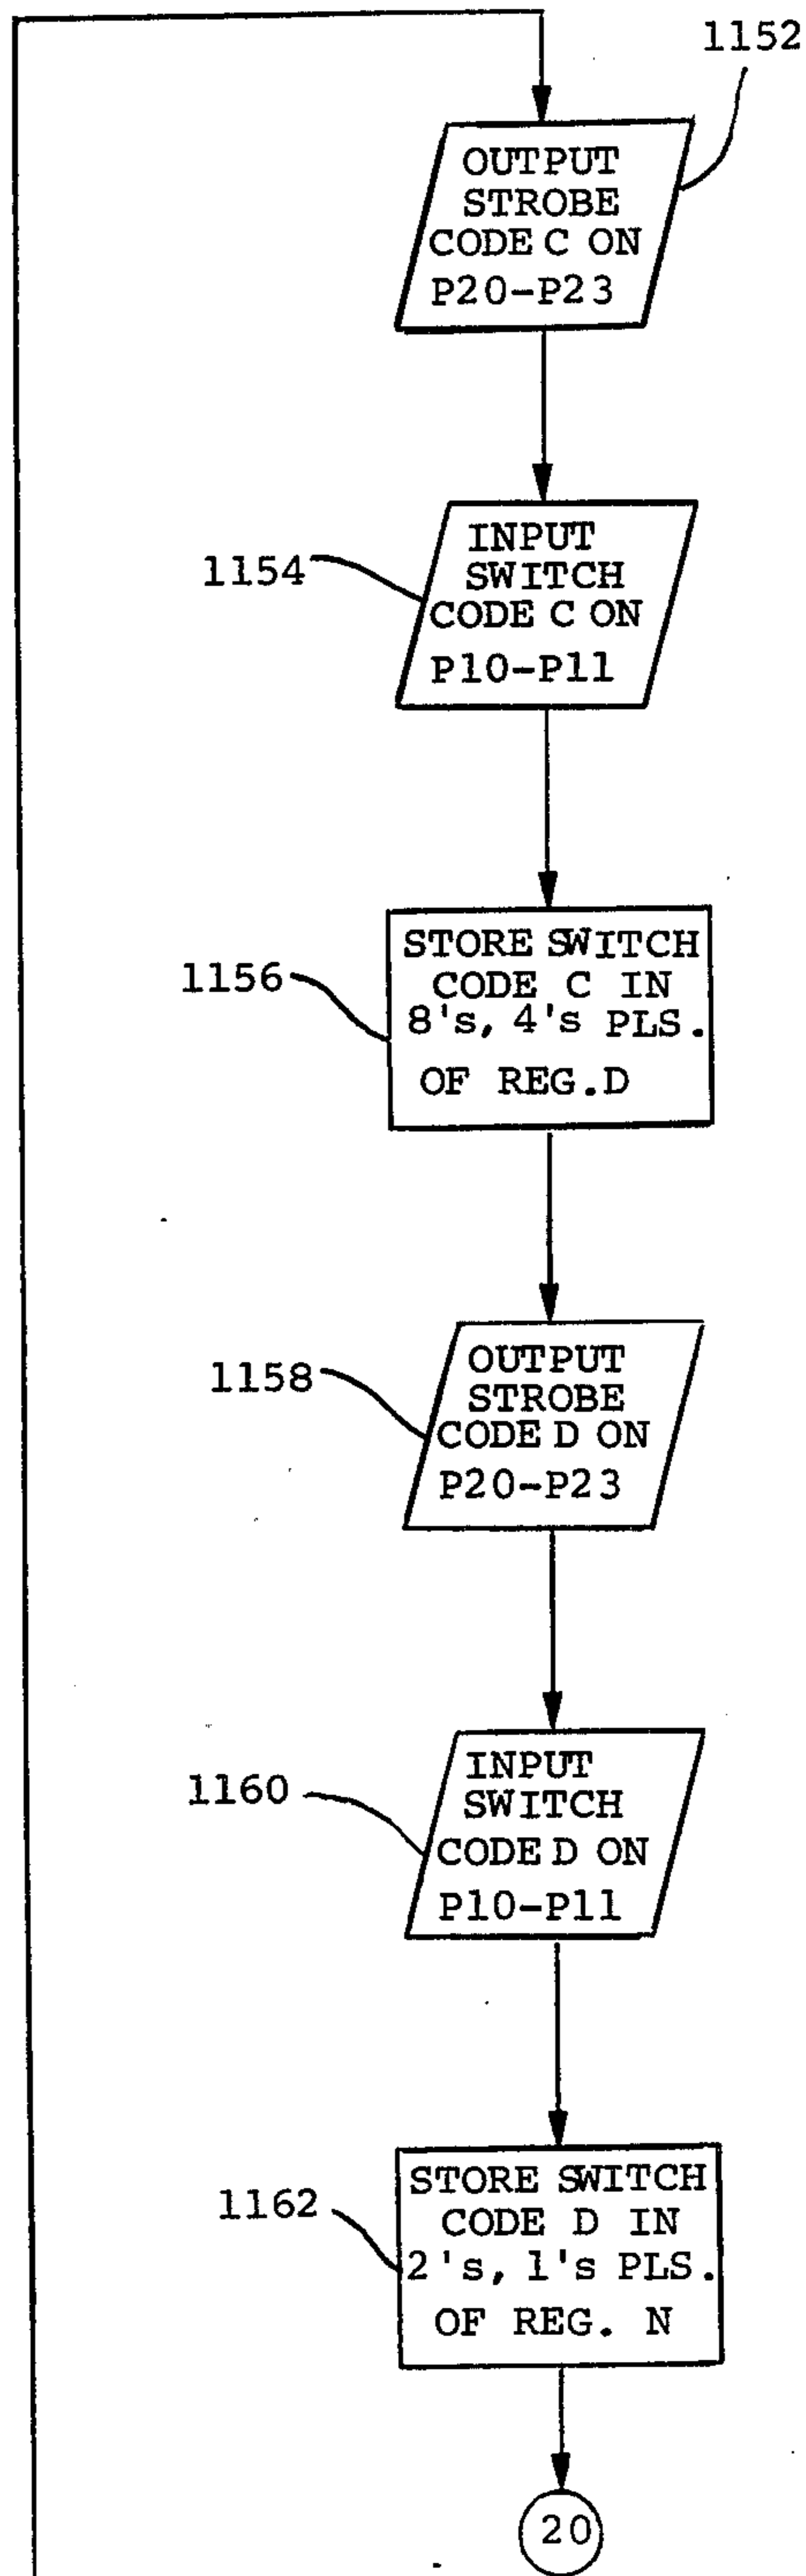 1152
OUTPUT
STROBE
CODE C ON
P20-P23
1154
INPUT
SWITCH
CODE C ON
P10-P11
1156
STORE SWITCH
CODE C IN
8's, 4's PLS.
OF REG.D
1158
OUTPUT
STROBE
CODE D ON
P20-P23
1160
INPUT
SWITCH
CODE D ON
P10-P11
1162
STORE SWITCH
CODE D IN
2's, 1's PLS.
OF REG. N
20